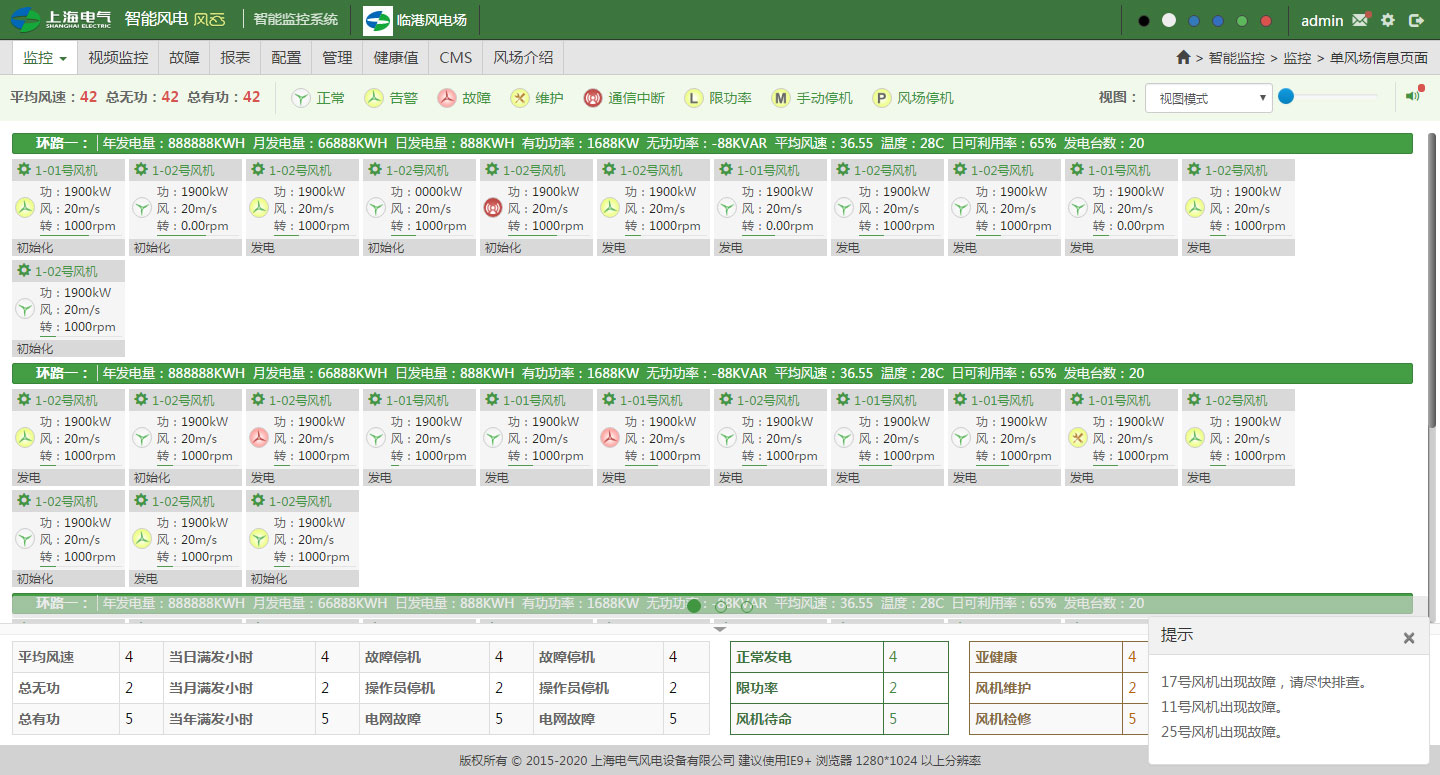 上海电气 SHANGHAI ELECTRIC 智能风电 风云 智能监控系统 临港风电场 admin
监控 视频监控 故障 报表 配置 管理 健康值 CMS 风场介绍 > 智能监控 > 监控 > 单风场信息页面
平均风速：42 总无功：42 总有功：42 正常 告警 故障 维护 通信中断 L 限功率 M 手动停机 P 风场停机 视图： 视图模式
环路一： 年发电量：888888KWH 月发电量：66888KWH 日发电量：888KWH 有功功率：1688KW 无功功率：-88KVAR 平均风速：36.55 温度：28C 日可利用率：65% 发电台数：20
1-01号风机 1-02号风机 1-02号风机 1-02号风机 1-02号风机 1-02号风机 1-01号风机 1-02号风机 1-02号风机 1-01号风机 1-02号风机
功：1900kW 功：1900kW 功：1900kW 功：0000kW 功：1900kW 功：1900kW 功：1900kW 功：1900kW 功：1900kW 功：1900kW 功：1900kW
风：20m/s 风：20m/s 风：20m/s 风：20m/s 风：20m/s 风：20m/s 风：20m/s 风：20m/s 风：20m/s 风：20m/s 风：20m/s
转：1000rpm 转：0.00rpm 转：1000rpm 转：1000rpm 转：1000rpm 转：1000rpm 转：0.00rpm 转：1000rpm 转：1000rpm 转：0.00rpm 转：1000rpm
初始化 初始化 发电 初始化 初始化 发电 发电 发电 发电 发电 发电
1-02号风机
功：1900kW
风：20m/s
转：1000rpm
初始化
环路一： 年发电量：888888KWH 月发电量：66888KWH 日发电量：888KWH 有功功率：1688KW 无功功率：-88KVAR 平均风速：36.55 温度：28C 日可利用率：65% 发电台数：20
1-02号风机 1-02号风机 1-02号风机 1-01号风机 1-02号风机 1-01号风机 1-02号风机 1-01号风机 1-01号风机 1-01号风机 1-02号风机
功：1900kW 功：1900kW 功：1900kW 功：1900kW 功：1900kW 功：1900kW 功：1900kW 功：1900kW 功：1900kW 功：1900kW 功：1900kW
风：20m/s 风：20m/s 风：20m/s 风：20m/s 风：20m/s 风：20m/s 风：20m/s 风：20m/s 风：20m/s 风：20m/s 风：20m/s
转：1000rpm 转：1000rpm 转：1000rpm 转：1000rpm 转：1000rpm 转：1000rpm 转：1000rpm 转：1000rpm 转：1000rpm 转：1000rpm 转：1000rpm
发电 初始化 发电 发电 发电 发电 发电 发电 发电 发电 发电
1-02号风机 1-02号风机 1-02号风机
功：1900kW 功：1900kW 功：1900kW
风：20m/s 风：20m/s 风：20m/s
转：1000rpm 转：1000rpm 转：1000rpm
初始化 发电 初始化
环路一： 年发电量：888888KWH 月发电量：66888KWH 日发电量：888KWH 有功功率：1688KW 无功功率：-88KVAR 平均风速：36.55 温度：28C 日可利用率：65% 发电台数：20
平均风速 4 当日满发小时 4 故障停机 4 故障停机 4 正常发电 4 亚健康 4
总无功 2 当月满发小时 2 操作员停机 2 操作员停机 2 限功率 2 风机维护 2
总有功 5 当年满发小时 5 电网故障 5 电网故障 5 风机待命 5 风机检修 5
提示
17号风机出现故障，请尽快排查。
11号风机出现故障。
25号风机出现故障。
版权所有 © 2015-2020 上海电气风电设备有限公司 建议使用IE9+ 浏览器 1280*1024 以上分辨率